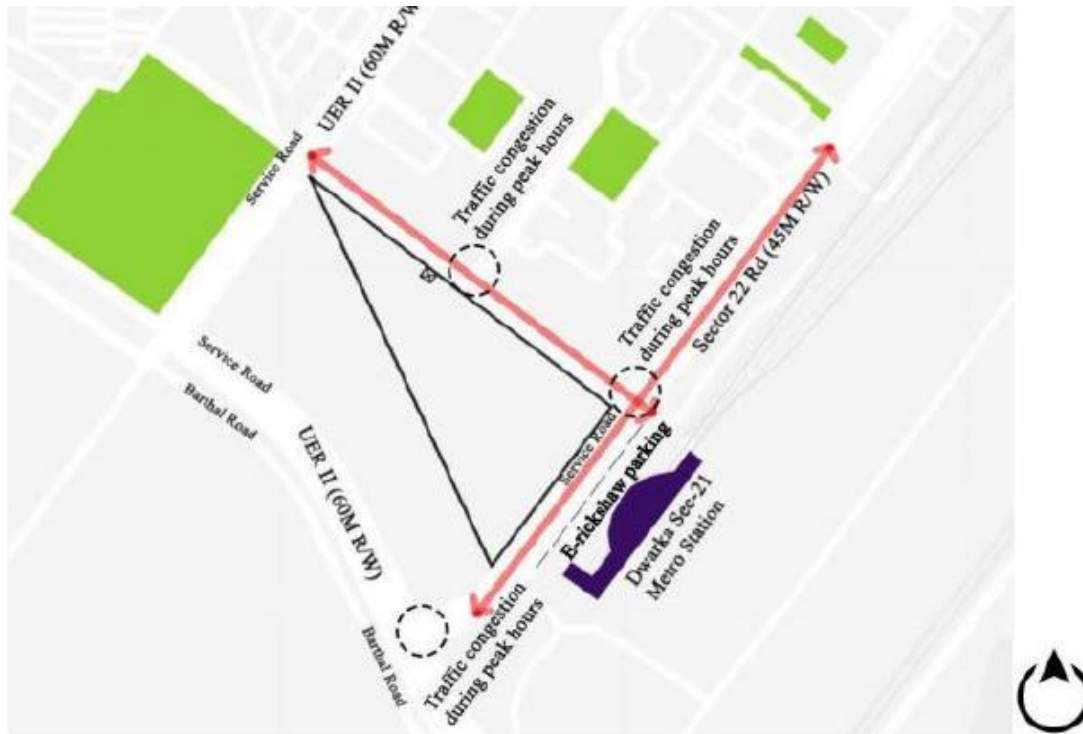 UER II (60M R/W
Service Road
Traffic congestion
during peak hours
Traffic congestion
during peak hours
Sector 22 Rd (45M R/W)
Service Road
Barthal Road
UER II (60M R/W)
Service Road
E-rickshaw parking
Dwarka Sec-21
Metro Station
Traffic congestion
during peak hours
Barthal Road